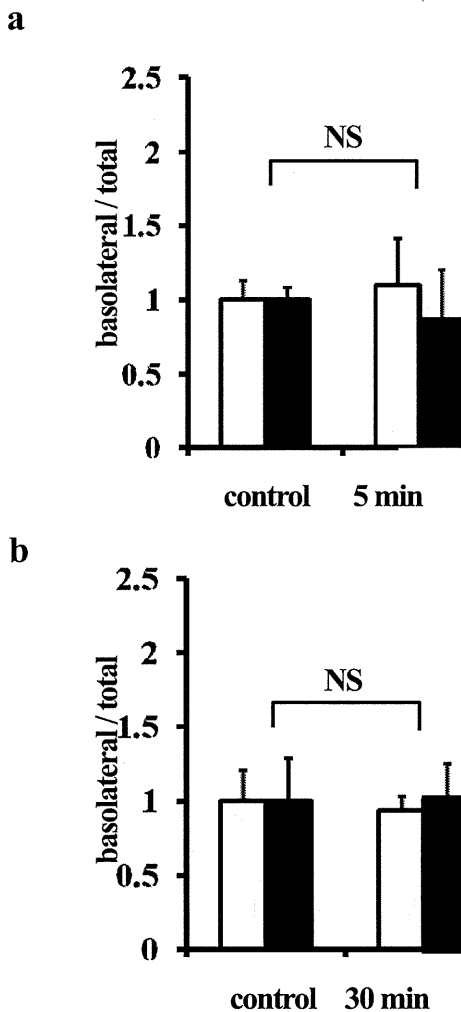 a
2.5
2
NS
1.5
1
0.5
0
basolateral / total
control 5 min
b
2.5
2
NS
1.5
1
0.5
0
basolateral / total
control 30 min